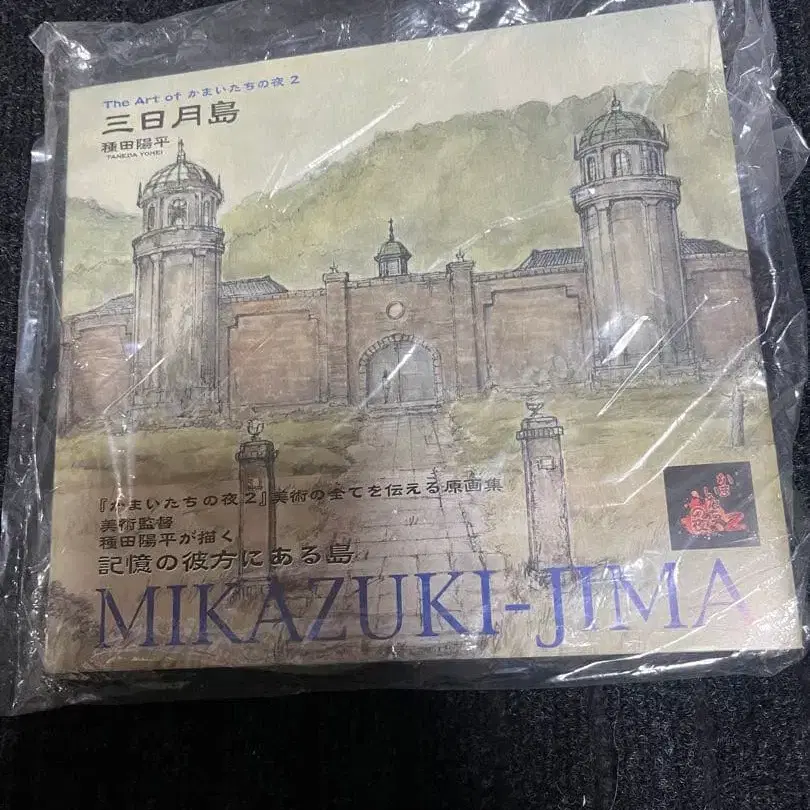 The Art of かまいたちの夜 2
三日月島
種田陽平
TANEDA YOHEI
『かまいたちの夜2』美術の全てを伝える原画集
美術監督
種田陽平が描く
記憶の彼方にある島
MIKAZUKI-JIMA